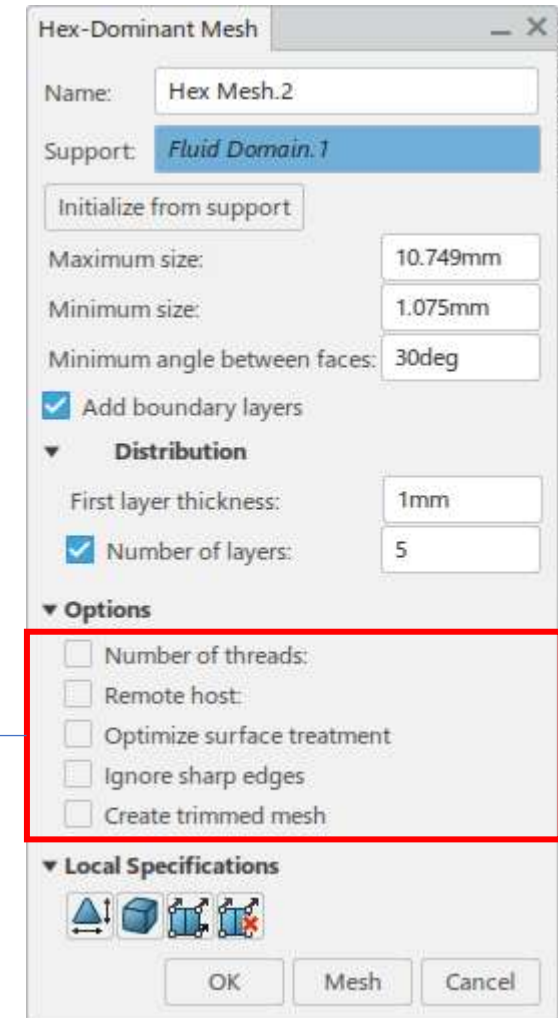 Hex-Dominant Mesh
Name: Hex Mesh.2
Support: Fluid Domain.1
Initialize from support
Maximum size: 10.749mm
Minimum size: 1.075mm
Minimum angle between faces: 30deg
Add boundary layers
Distribution
First layer thickness: 1mm
Number of layers: 5
Options
Number of threads:
Remote host:
Optimize surface treatment
Ignore sharp edges
Create trimmed mesh
Local Specifications
OK Mesh Cancel